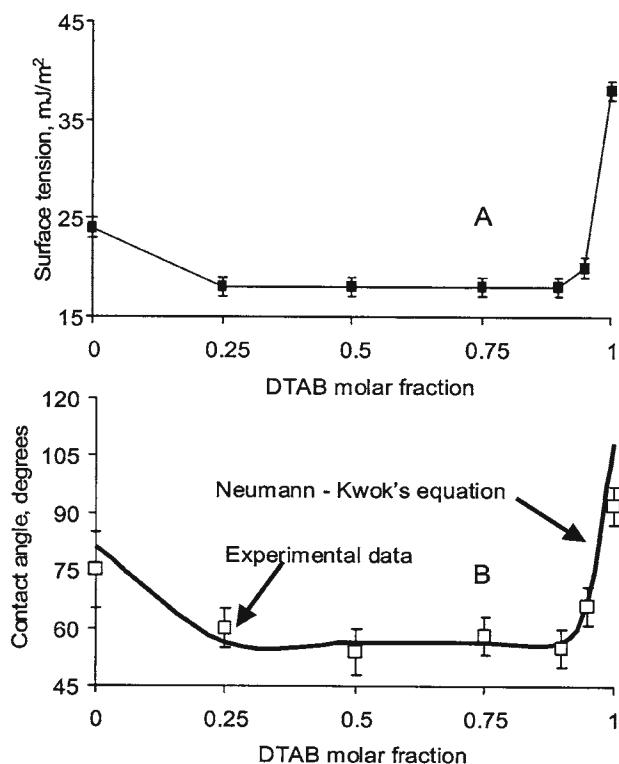 45
35
25
15
Surface tension, mJ/m²
A
0 0.25 0.5 0.75 1
DTAB molar fraction
120
105
90
75
60
45
Contact angle, degrees
Neumann - Kwok's equation
Experimental data
B
0 0.25 0.5 0.75 1
DTAB molar fraction